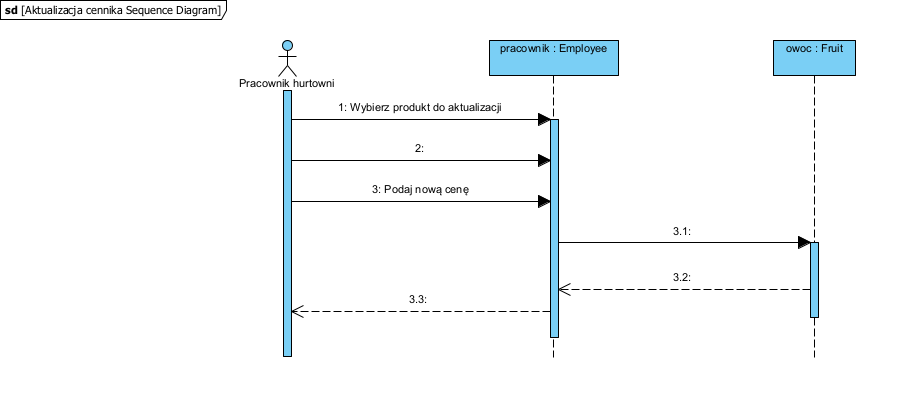 sd [Aktualizacja cennika Sequence Diagram]
pracownik : Employee
owoc : Fruit
Pracownik hurtowni
1: Wybierz produkt do aktualizacji
2:
3: Podaj nową cenę
3.1:
3.2:
3.3: